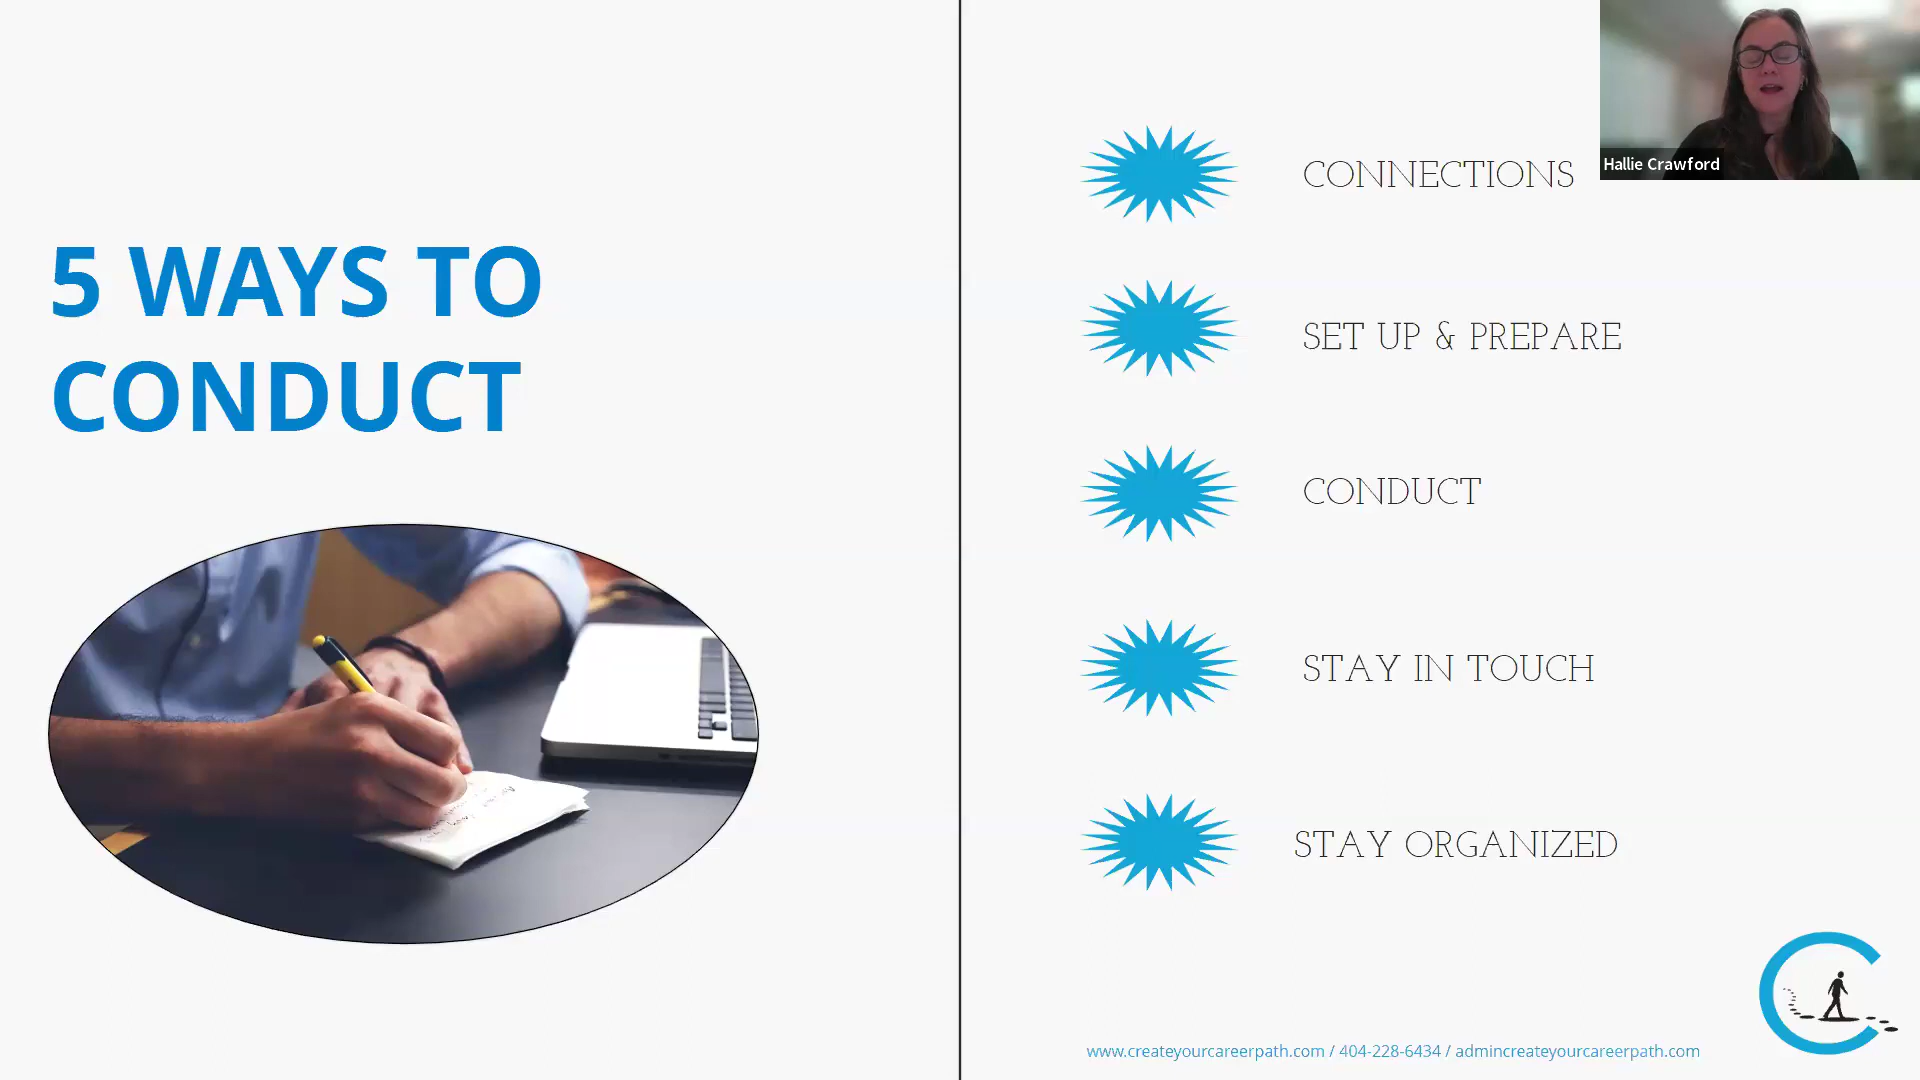 5 WAYS TO
CONDUCT
CONNECTIONS
Hallie Crawford
SET UP & PREPARE
CONDUCT
STAY IN TOUCH
STAY ORGANIZED
www.createyourcareerpath.com / 404-228-6434 / admincreateyourcareerpath.com